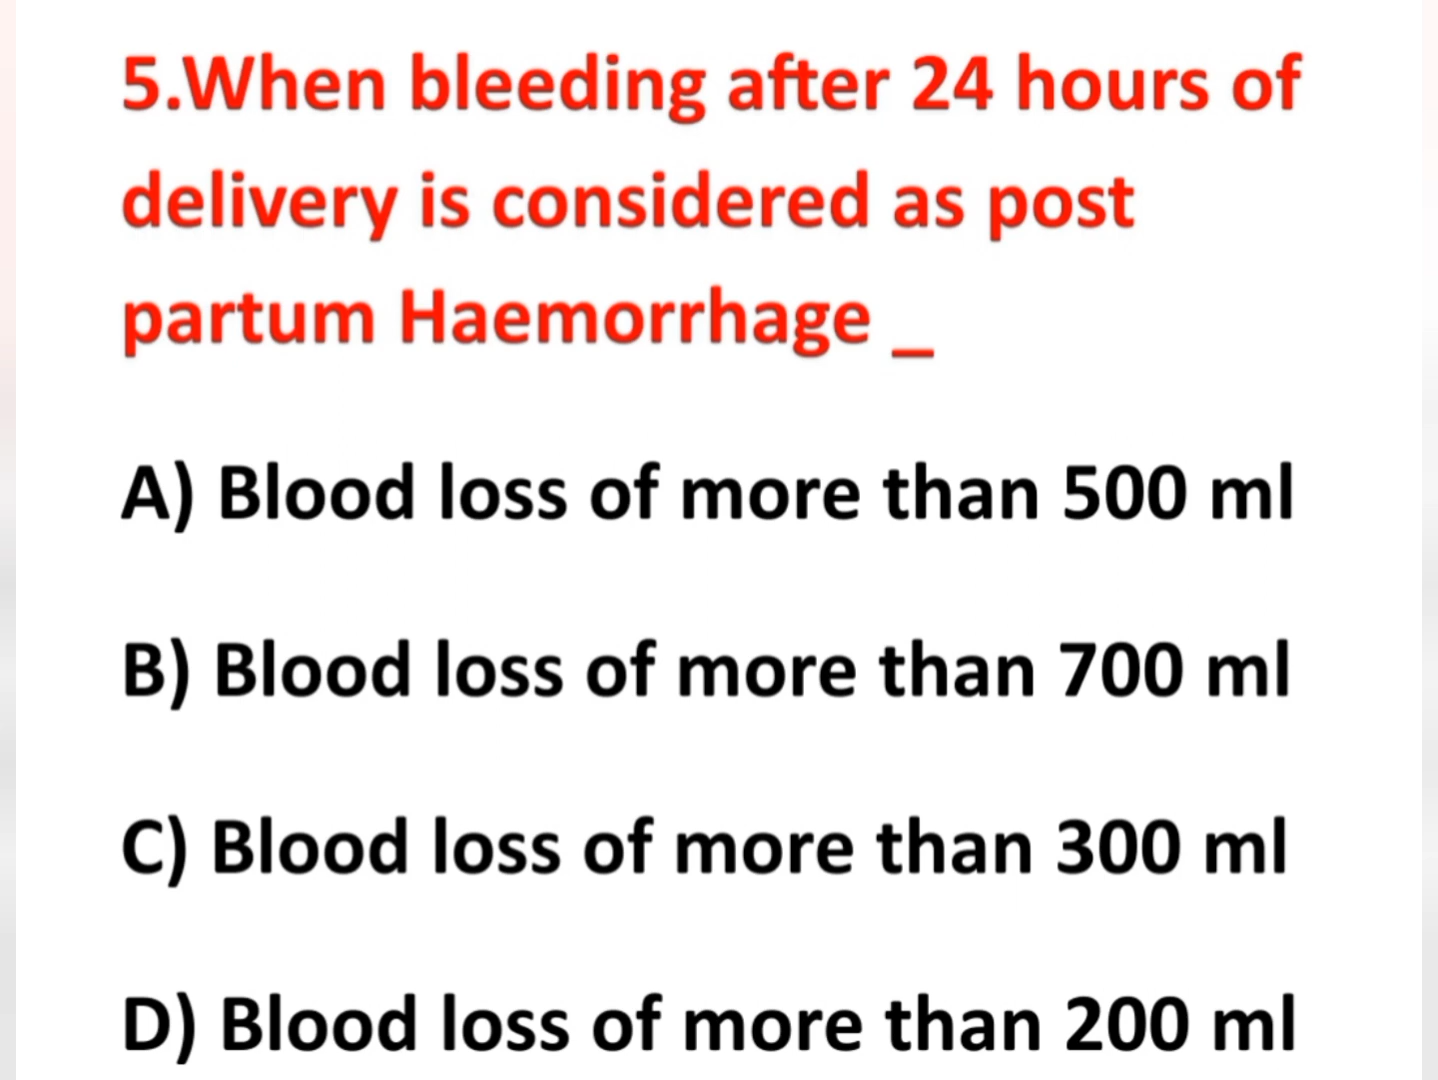 5.When bleeding after 24 hours of
delivery is considered as post
partum Haemorrhage _
A) Blood loss of more than 500 ml
B) Blood loss of more than 700 ml
C) Blood loss of more than 300 ml
D) Blood loss of more than 200 ml